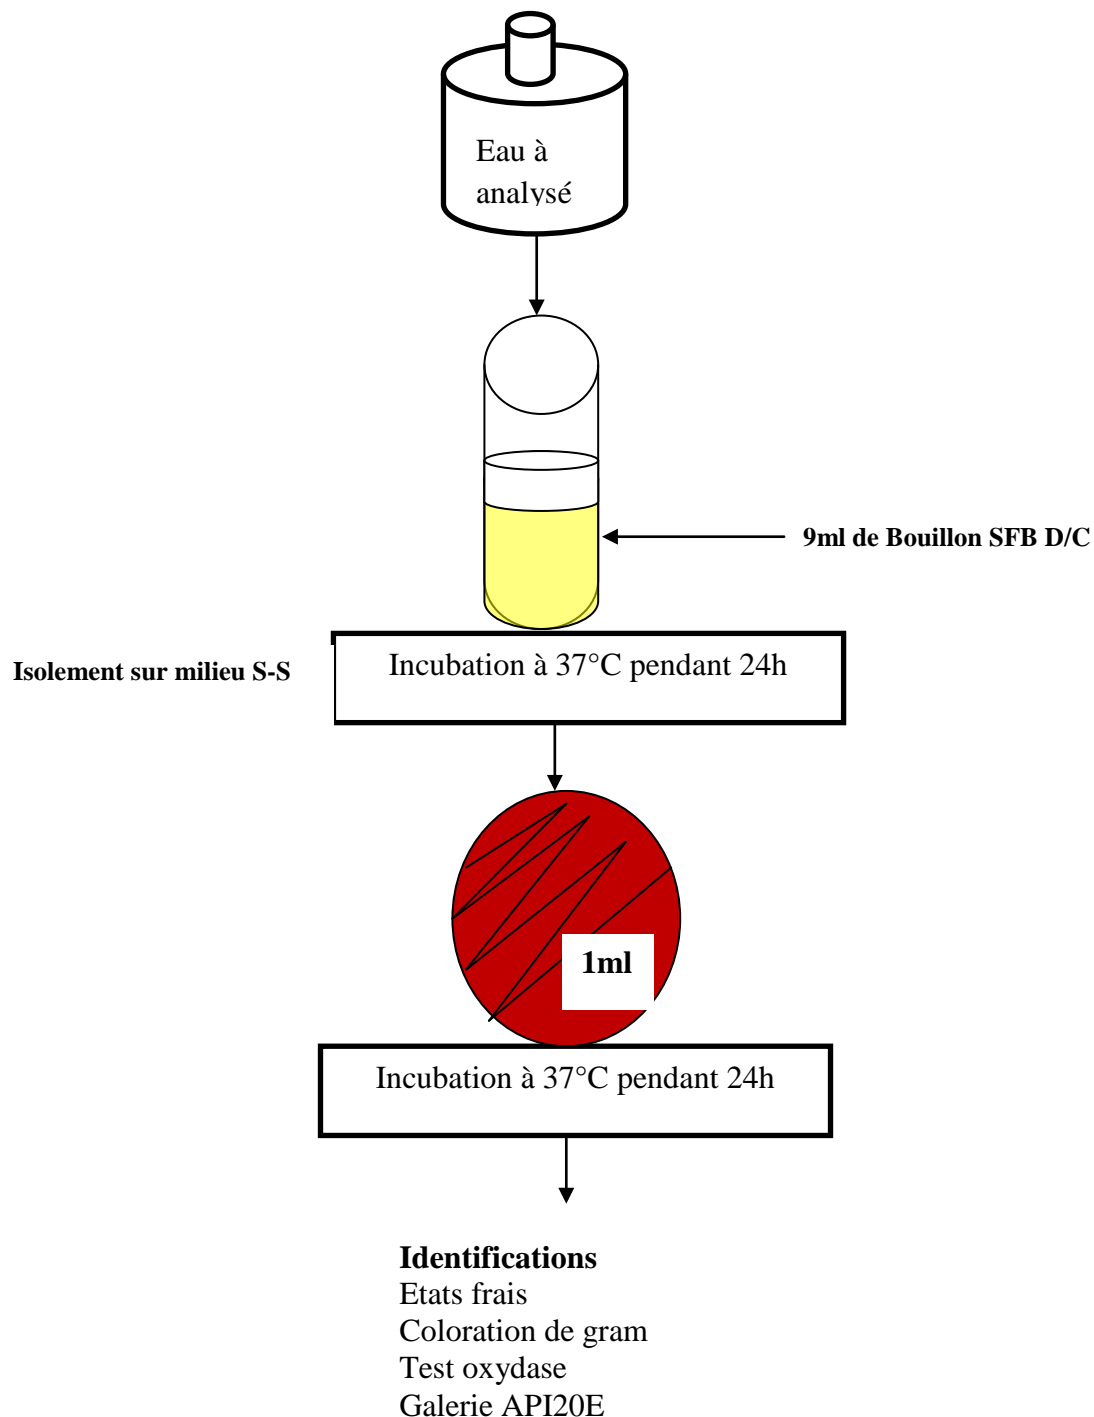 Eau à
analysé
9ml de Bouillon SFB D/C
Isolement sur milieu S-S
Incubation à 37°C pendant 24h
1ml
Incubation à 37°C pendant 24h
Identifications
Etats frais
Coloration de gram
Test oxydase
Galerie API20E